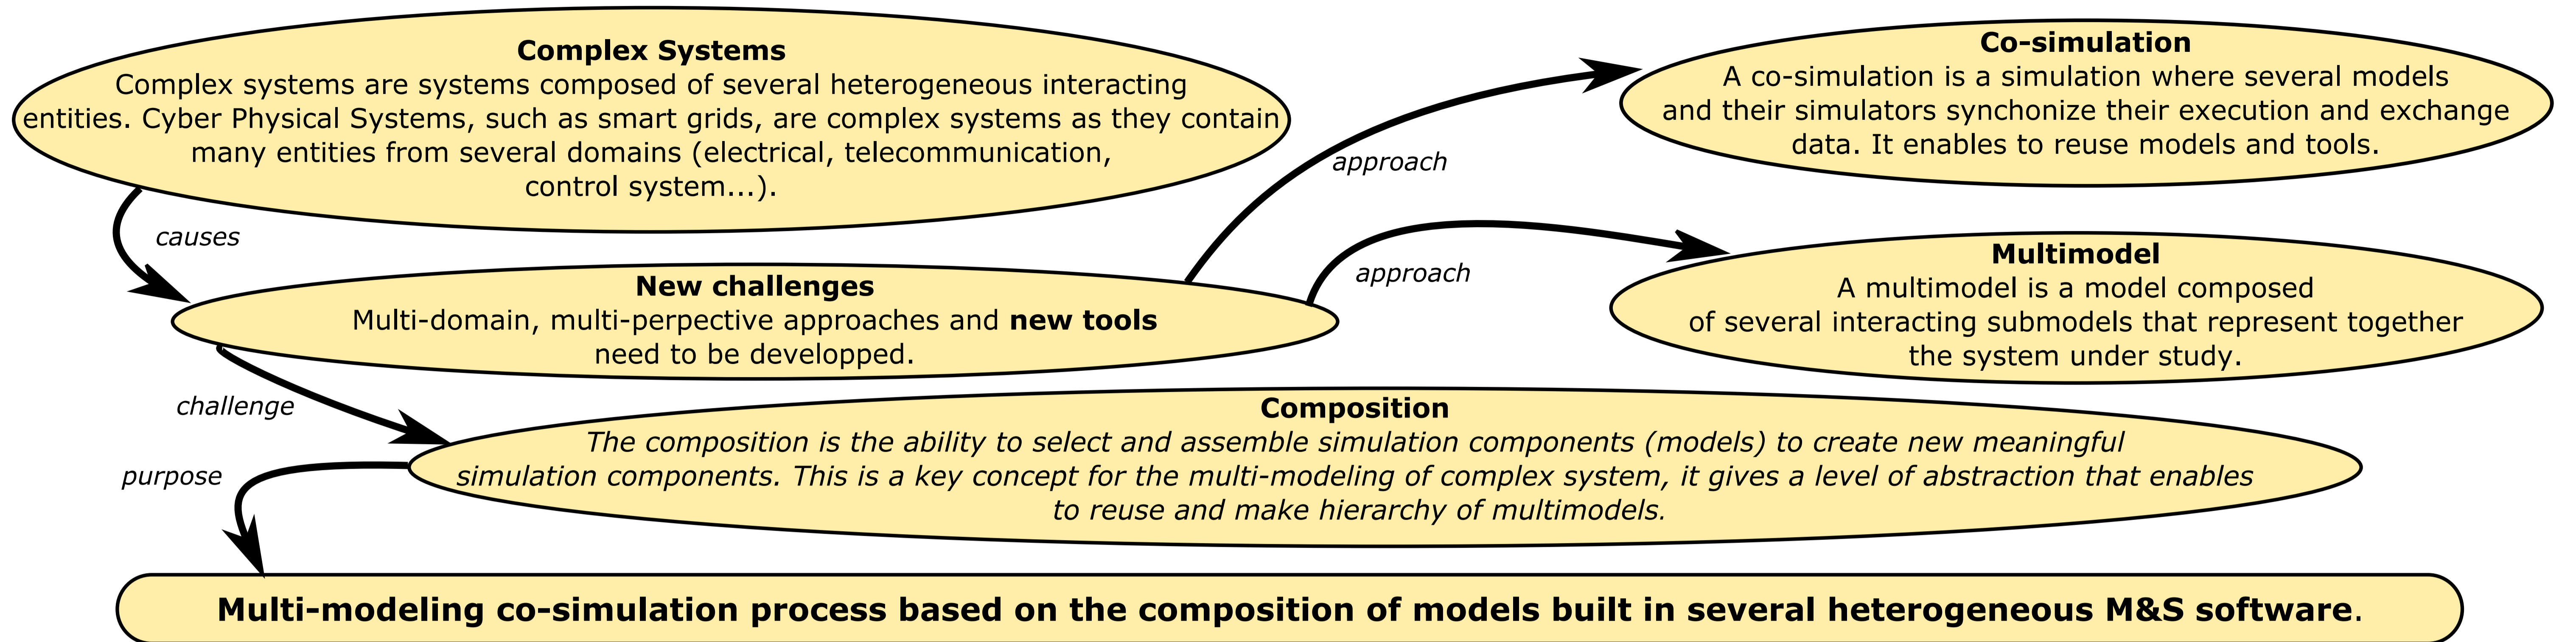 Complex Systems
Complex systems are systems composed of several heterogeneous interacting
entities. Cyber Physical Systems, such as smart grids, are complex systems as they contain
many entities from several domains (electrical, telecommunication,
control system...).
causes
New challenges
Multi-domain, multi-perpective approaches and new tools
need to be developped.
approach
Co-simulation
A co-simulation is a simulation where several models
and their simulators synchonize their execution and exchange
data. It enables to reuse models and tools.
approach
Multimodel
A multimodel is a model composed
of several interacting submodels that represent together
the system under study.
challenge
Composition
The composition is the ability to select and assemble simulation components (models) to create new meaningful
simulation components. This is a key concept for the multi-modeling of complex system, it gives a level of abstraction that enables
to reuse and make hierarchy of multimodels.
purpose
Multi-modeling co-simulation process based on the composition of models built in several heterogeneous M&S software.